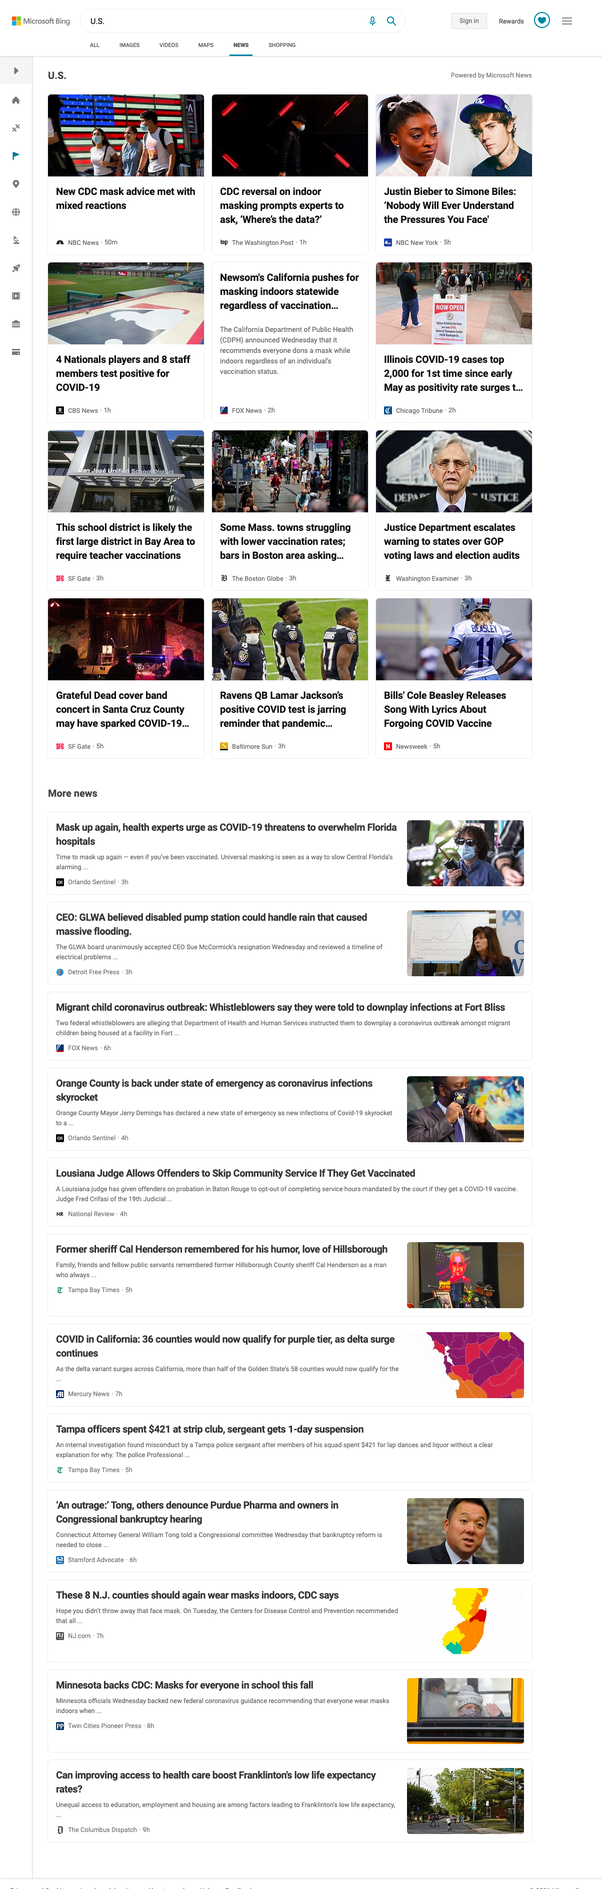 Microsoft Bing
U.S.
Sign in
Rewards
ALL
IMAGES
VIDEOS
MAPS
NEWS
SHOPPING
U.S.
Powered by Microsoft News
New CDC mask advice met with
mixed reactions
NBC News · 50m
CDC reversal on indoor
masking prompts experts to
ask, ‘Where’s the data?’
wp The Washington Post · 1h
Justin Bieber to Simone Biles:
‘Nobody Will Ever Understand
the Pressures You Face'
NBC New York · 5h
4 Nationals players and 8 staff
members test positive for
COVID-19
CBS News · 1h
Newsom's California pushes for
masking indoors statewide
regardless of vaccination...
The California Department of Public Health
(CDPH) announced Wednesday that it
recommends everyone dons a mask while
indoors regardless of an individual's
vaccination status.
FOX News · 2h
NOW OPEN
Illinois COVID-19 cases top
2,000 for 1st time since early
May as positivity rate surges t...
Chicago Tribune · 2h
San José Unified School District
This school district is likely the
first large district in Bay Area to
require teacher vaccinations
SF Gate · 3h
Some Mass. towns struggling
with lower vaccination rates;
bars in Boston area asking...
The Boston Globe · 3h
DEPAR
JUSTICE
Justice Department escalates
warning to states over GOP
voting laws and election audits
Washington Examiner · 3h
Grateful Dead cover band
concert in Santa Cruz County
may have sparked COVID-19...
SF Gate · 5h
Ravens QB Lamar Jackson’s
positive COVID test is jarring
reminder that pandemic...
Baltimore Sun · 3h
BEASLEY
11
Bills' Cole Beasley Releases
Song With Lyrics About
Forgoing COVID Vaccine
N Newsweek · 5h
More news
Mask up again, health experts urge as COVID-19 threatens to overwhelm Florida
hospitals
Time to mask up again — even if you’ve been vaccinated. Universal masking is seen as a way to slow Central Florida’s
alarming ...
OS Orlando Sentinel · 3h
CEO: GLWA believed disabled pump station could handle rain that caused
massive flooding.
The GLWA board unanimously accepted CEO Sue McCormick's resignation Wednesday and reviewed a timeline of
electrical problems ...
Detroit Free Press · 3h
Migrant child coronavirus outbreak: Whistleblowers say they were told to downplay infections at Fort Bliss
Two federal whistleblowers are alleging that Department of Health and Human Services instructed them to downplay a coronavirus outbreak amongst migrant
children being housed at a facility in Fort ...
FOX News · 6h
Orange County is back under state of emergency as coronavirus infections
skyrocket
Orange County Mayor Jerry Demings has declared a new state of emergency as new infections of Covid-19 skyrocket
to a ...
OS Orlando Sentinel · 4h
Lousiana Judge Allows Offenders to Skip Community Service If They Get Vaccinated
A Louisiana judge has given offenders on probation in Baton Rouge to opt-out of completing service hours mandated by the court if they get a COVID-19 vaccine.
Judge Fred Crifasi of the 19th Judicial ...
NR National Review · 4h
Former sheriff Cal Henderson remembered for his humor, love of Hillsborough
Family, friends and fellow public servants remembered former Hillsborough County sheriff Cal Henderson as a man
who always ...
Tampa Bay Times · 5h
COVID in California: 36 counties would now qualify for purple tier, as delta surge
continues
As the delta variant surges across California, more than half of the Golden State’s 58 counties would now qualify for the
...
Mercury News · 7h
Tampa officers spent $421 at strip club, sergeant gets 1-day suspension
An internal investigation found misconduct by a Tampa police sergeant after members of his squad spent $421 for lap dances and liquor without a clear
explanation for why. The police Professional ...
Tampa Bay Times · 5h
‘An outrage:’ Tong, others denounce Purdue Pharma and owners in
Congressional bankruptcy hearing
Connecticut Attorney General William Tong told a Congressional committee Wednesday that bankruptcy reform is
needed to close ...
Stamford Advocate · 6h
These 8 N.J. counties should again wear masks indoors, CDC says
Hope you didn’t throw away that face mask. On Tuesday, the Centers for Disease Control and Prevention recommended
that all ...
NJ.com · 7h
Minnesota backs CDC: Masks for everyone in school this fall
Minnesota officials Wednesday backed new federal coronavirus guidance recommending that everyone wear masks
indoors when ...
PP Twin Cities Pioneer Press · 8h
Can improving access to health care boost Franklinton's low life expectancy
rates?
Unequal access to education, employment and housing are among factors leading to Franklinton's low life expectancy,
...
The Columbus Dispatch · 9h